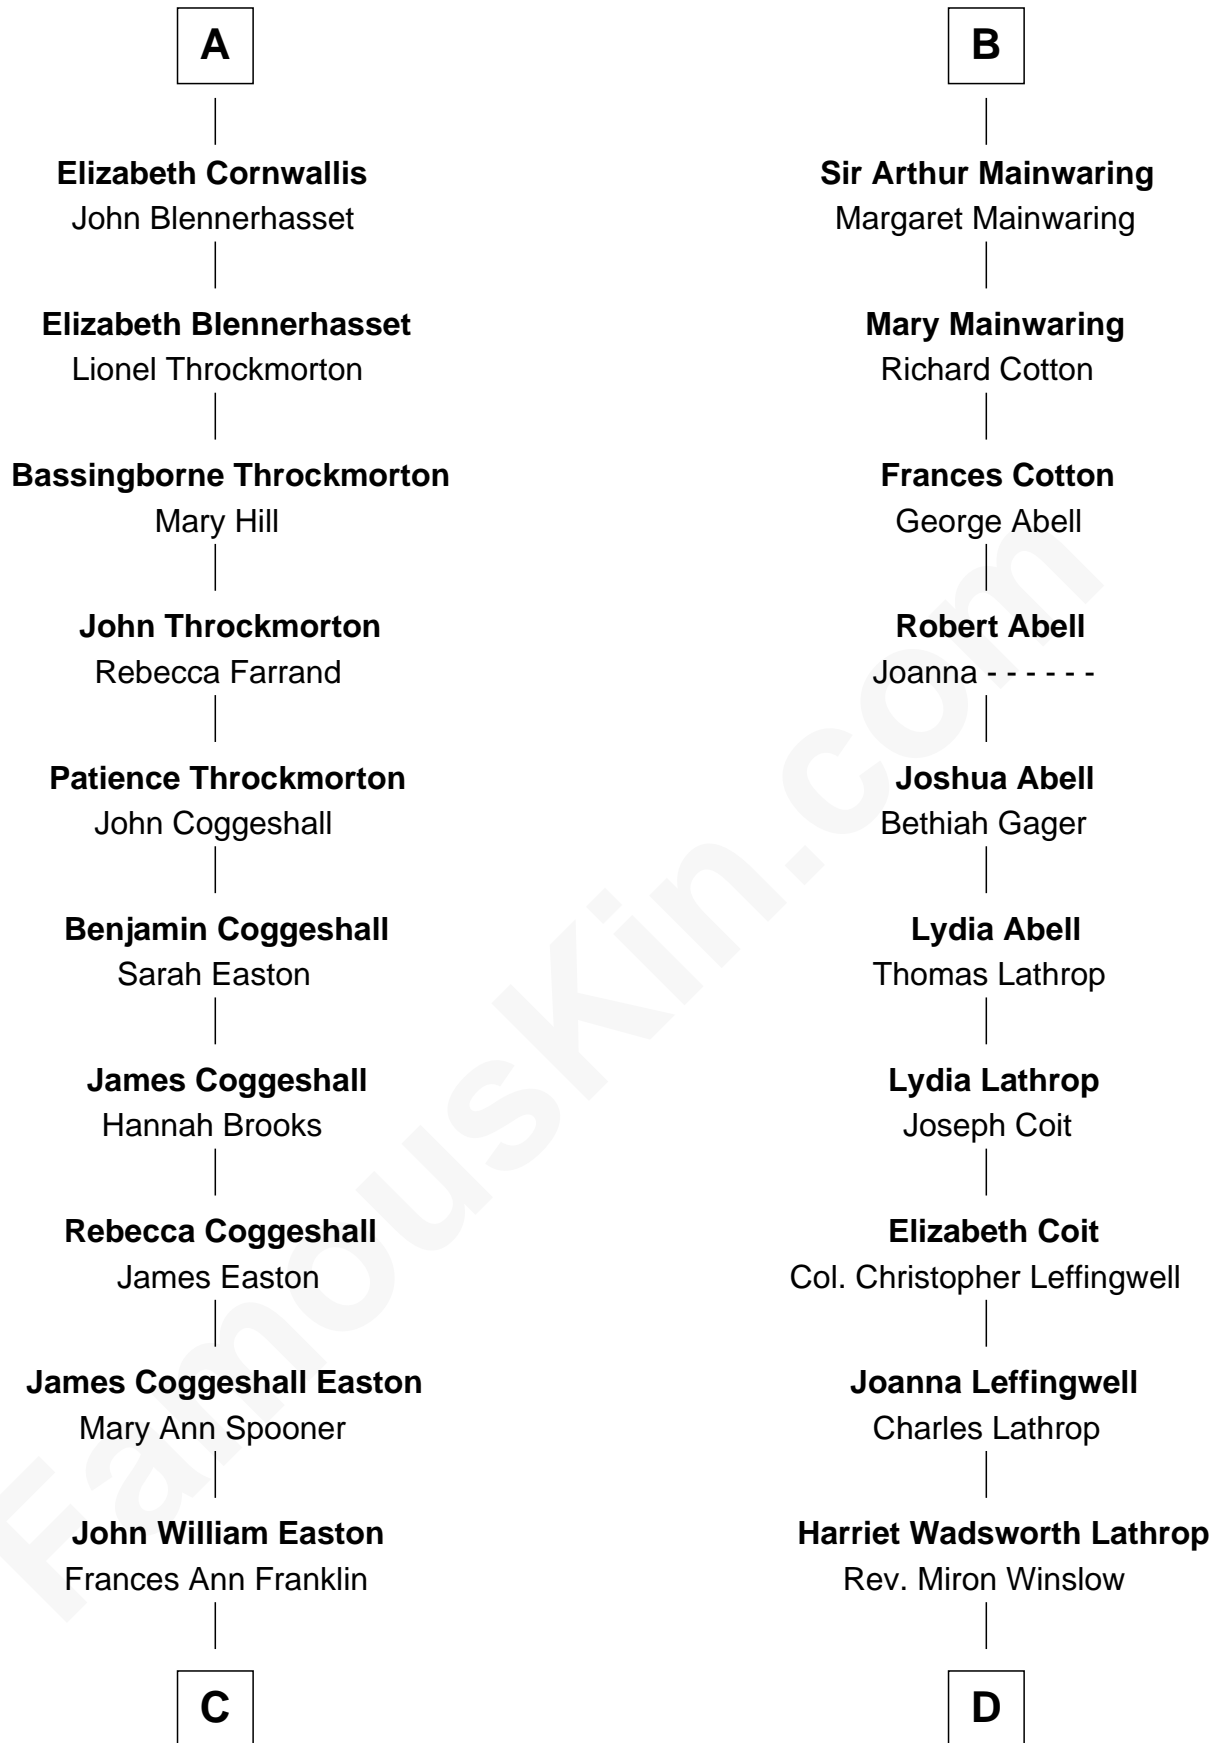 A
Elizabeth Cornwallis
John Blennerhasset
Elizabeth Blennerhasset
Lionel Throckmorton
Bassingborne Throckmorton
Mary Hill
John Throckmorton
Rebecca Farrand
Patience Throckmorton
John Coggeshall
Benjamin Coggeshall
Sarah Easton
James Coggeshall
Hannah Brooks
Rebecca Coggeshall
James Easton
James Coggeshall Easton
Mary Ann Spooner
John William Easton
Frances Ann Franklin
C
B
Sir Arthur Mainwaring
Margaret Mainwaring
Mary Mainwaring
Richard Cotton
Frances Cotton
George Abell
Robert Abell
Joanna - - - - - -
Joshua Abell
Bethiah Gager
Lydia Abell
Thomas Lathrop
Lydia Lathrop
Joseph Coit
Elizabeth Coit
Col. Christopher Leffingwell
Joanna Leffingwell
Charles Lathrop
Harriet Wadsworth Lathrop
Rev. Miron Winslow
D
FamousKin.com